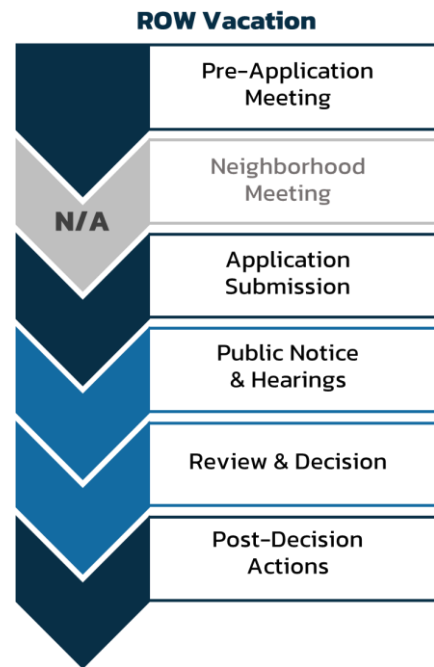 ROW Vacation
Pre-Application
Meeting
Neighborhood
Meeting
N/A
Application
Submission
Public Notice
& Hearings
Review & Decision
Post-Decision
Actions